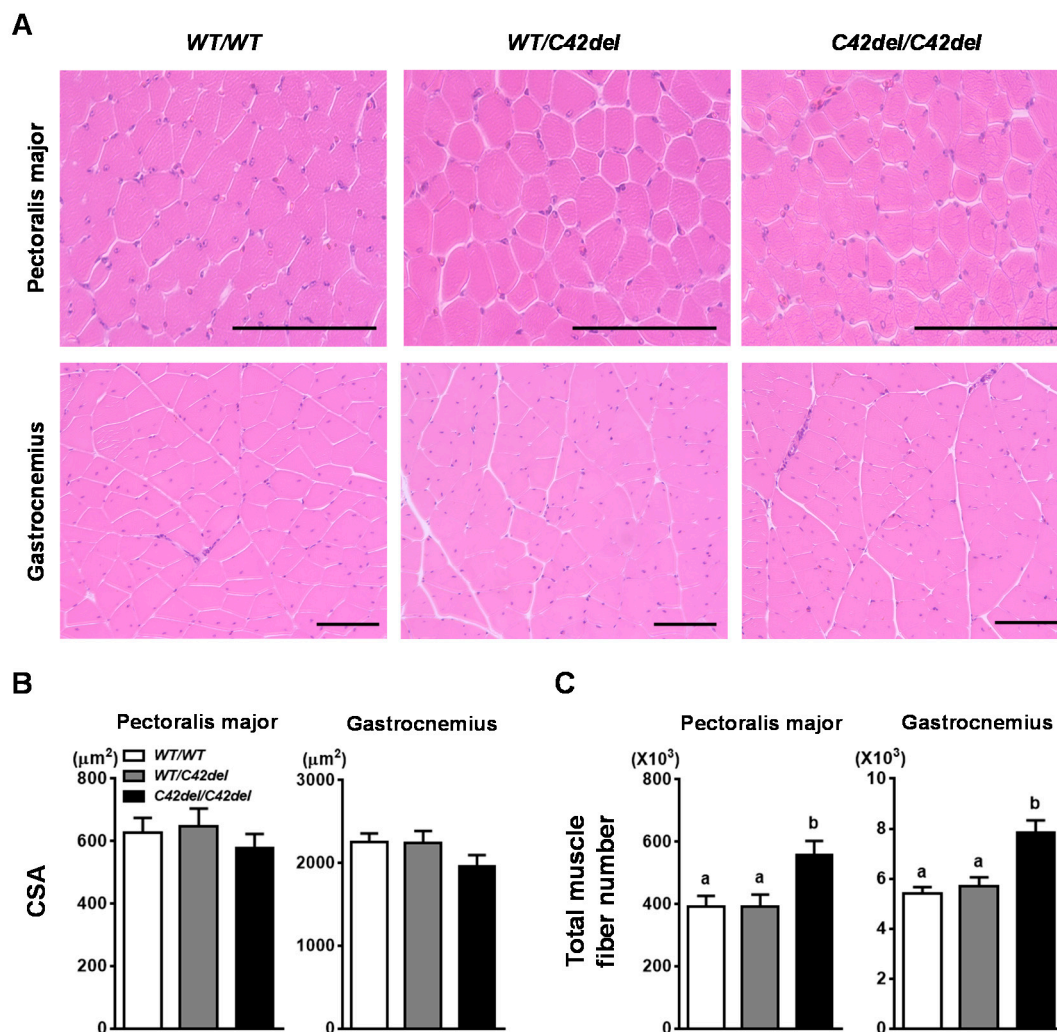 A
WT/WT
WT/C42del
C42del/C42del
Pectoralis major
Gastrocnemius
B
Pectoralis major
Gastrocnemius
CSA
(μm²)
800
600
400
200
0
WT/WT
WT/C42del
C42del/C42del
(μm²)
3000
2000
1000
0
C
Pectoralis major
Gastrocnemius
Total muscle
fiber number
(X10³)
800
600
400
200
0
a
a
b
(X10³)
10
8
6
4
2
0
a
a
b